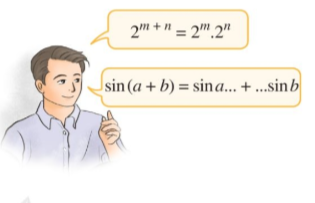 2^{m + n} = 2^m.2^n
sin (a + b) = sin a... + ...sin b